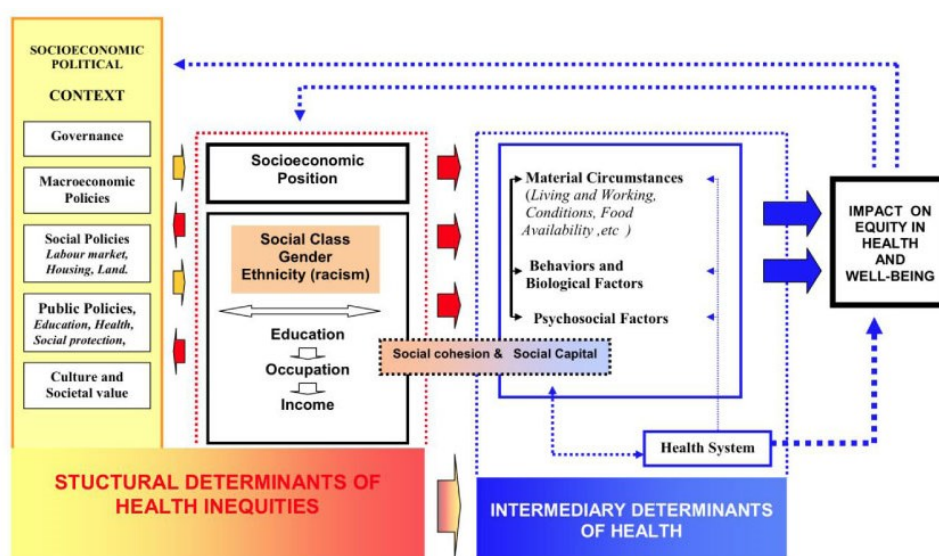 SOCIOECONOMIC
POLITICAL
CONTEXT
Governance
Macroeconomic
Policies
Social Policies
Labour market,
Housing, Land.
Public Policies,
Education, Health,
Social protection,
Culture and
Societal value
Socioeconomic
Position
Social Class
Gender
Ethnicity (racism)
Education
Occupation
Income
Social cohesion & Social Capital
Material Circumstances
(Living and Working,
Conditions, Food
Availability ,etc )
Behaviors and
Biological Factors
Psychosocial Factors
Health System
IMPACT ON
EQUITY IN
HEALTH
AND
WELL-BEING
STUCTURAL DETERMINANTS OF
HEALTH INEQUITIES
INTERMEDIARY DETERMINANTS
OF HEALTH